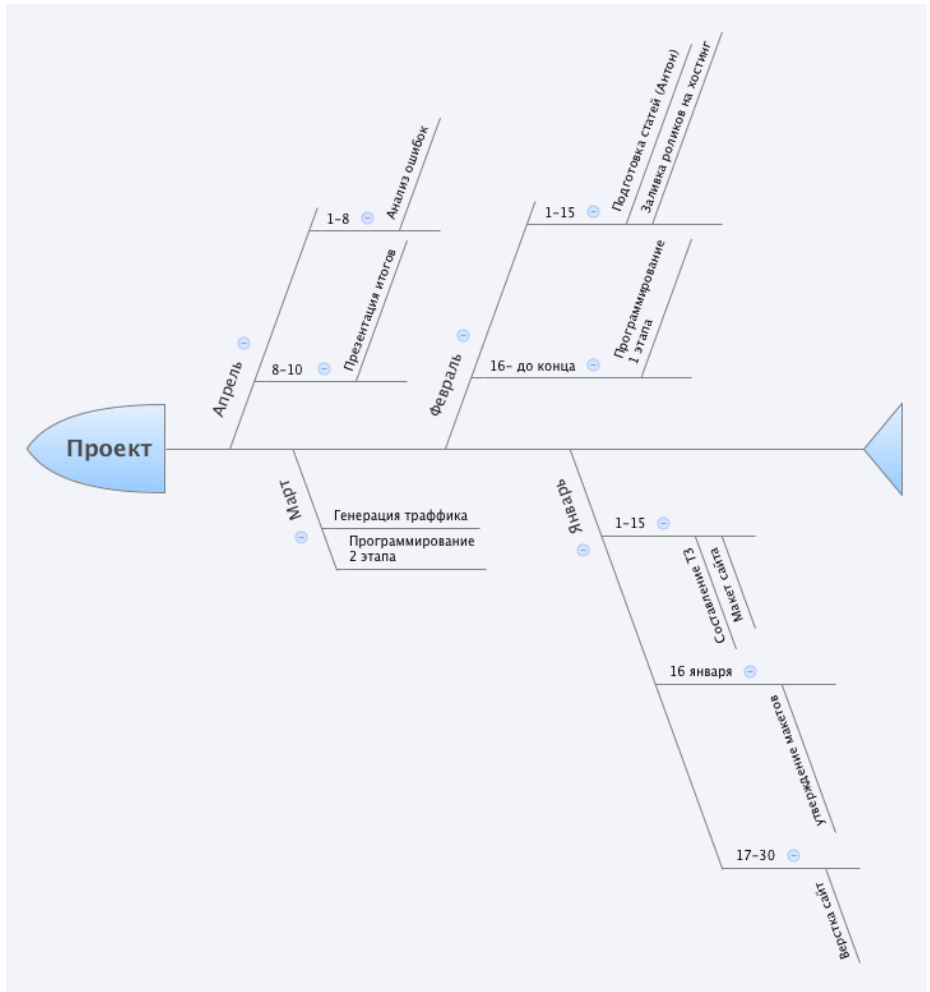 Проект
Апрель
1-8
Анализ ошибок
8-10
Презентация итогов
Февраль
1-15
Подготовка статей (Антон)
Заливка роликов на хостинг
16- до конца
Программирование
1 этапа
Март
Генерация траффика
Программирование
2 этапа
Январь
1-15
Составление ТЗ
Макет сайта
16 января
утверждение макетов
17-30
Верстка сайт